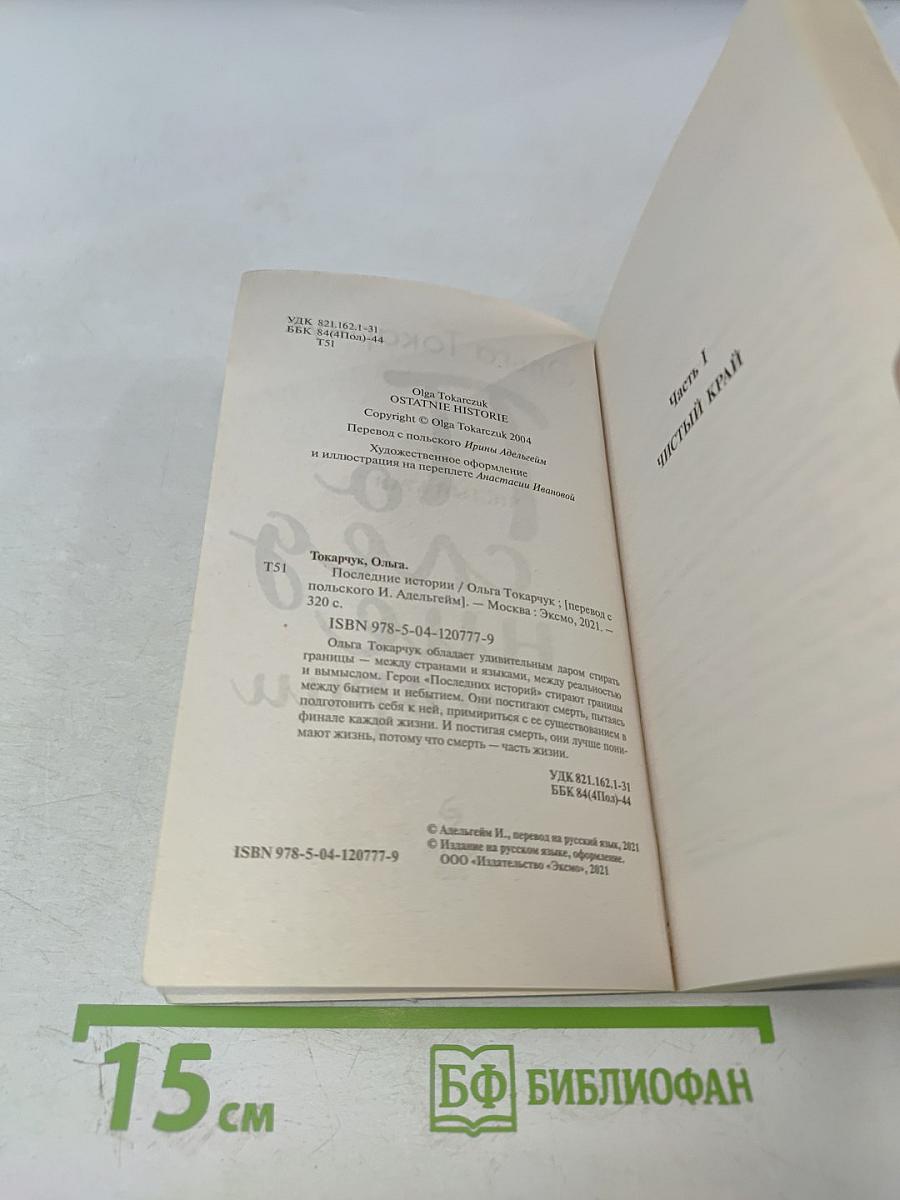 УДК 821.162.1-31
ББК 84(4Пол)-44
Т51
Olga Tokarczuk
OSTATNIE HISTORIE
Copyright © Olga Tokarczuk 2004
Перевод с польского Ирины Адельгейм
Художественное оформление
и иллюстрация на переплете Анастасии Ивановой
Токарчук, Ольга.
Т51 Последние истории / Ольга Токарчук ; [перевод с
польского И. Адельгейм]. — Москва : Эксмо, 2021. —
320 с.
ISBN 978-5-04-120777-9
Ольга Токарчук обладает удивительным даром стирать
границы — между странами и языками, между реальностью
и вымыслом. Герои «Последних историй» стирают границы
между бытием и небытием. Они постигают смерть, пытаясь
подготовить себя к ней, примириться с ее существованием в
финале каждой жизни. И постигая смерть, они лучше пони-
мают жизнь, потому что смерть — часть жизни.
УДК 821.162.1-31
ББК 84(4Пол)-44
© Адельгейм И., перевод на русский язык, 2021
© Издание на русском языке, оформление.
ООО «Издательство «Эксмо», 2021
ISBN 978-5-04-120777-9
Часть I
ЧИСТЫЙ КРАЙ
15 см
БФ БИБЛИОФАН